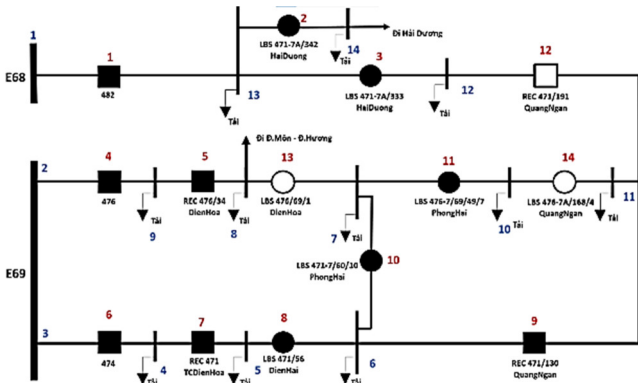 2
14
Đi Hải Dương
LBS 471-7A/342
HaiDuong
Tải
1
1
3
12
E68
482
13
LBS 471-7A/333
HaiDuong
12
REC 471/191
QuangNgan
Tải
Tải
Đi Đ.Môn - Đ.Hương
2
4
5
13
11
14
476
REC 476/34
DienHoa
LBS 476/69/1
DienHoa
LBS 476-7/69/49/7
PhongHai
LBS 476-7A/168/4
QuangNgan
11
Tải
9
Tải
8
Tải
7
10
Tải
Tải
E69
LBS 471-7/60/10
PhongHai
10
3
6
7
8
9
474
REC 471
TCDienHoa
LBS 471/56
DienHai
REC 471/130
QuangNgan
4
5
6
Tải
Tải
Tải